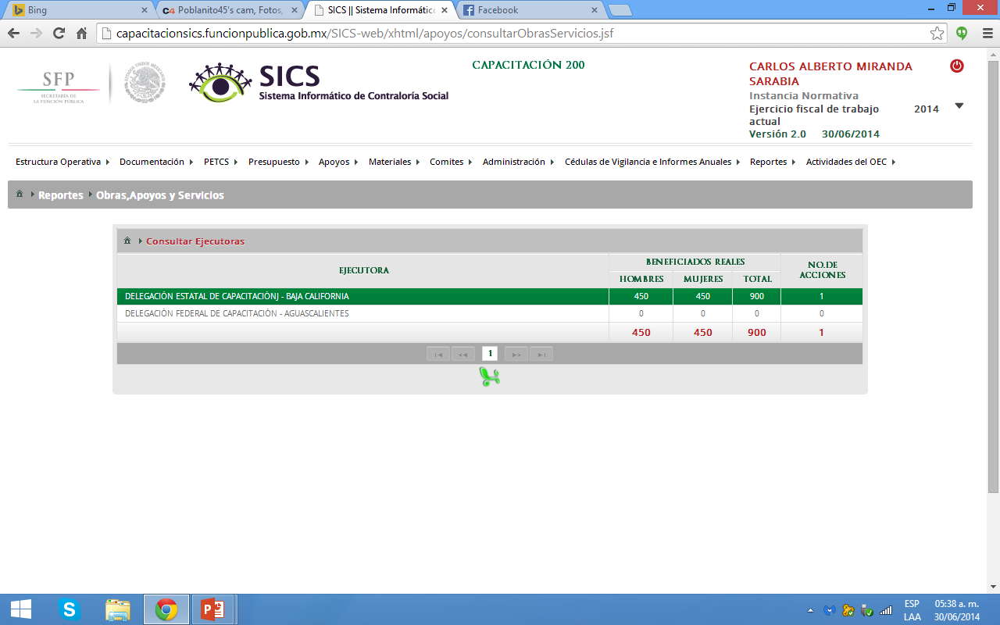 Bing
C4 Poblanito45's cam, Fotos,
SICS || Sistema Informátic
Facebook
capacitacionsics.funcionpublica.gob.mx/SICS-web/xhtml/apoyos/consultarObrasServicios.jsf
SFP
SECRETARÍA DE
LA FUNCIÓN PÚBLICA
ESTADOS UNIDOS MEXICANOS
SICS
Sistema Informático de Contraloría Social
CAPACITACIÓN 200
CARLOS ALBERTO MIRANDA
SARABIA
Instancia Normativa
Ejercicio fiscal de trabajo 2014
actual
Versión 2.0 30/06/2014
Estructura Operativa Documentación PETCS Presupuesto Apoyos Materiales Comites Administración Cédulas de Vigilancia e Informes Anuales Reportes Actividades del OEC
Reportes Obras,Apoyos y Servicios
Consultar Ejecutoras
EJECUTORA
BENEFICIADOS REALES
HOMBRES MUJERES TOTAL
NO.DE
ACCIONES
DELEGACIÓN ESTATAL DE CAPACITACIÓNJ - BAJA CALIFORNIA 450 450 900 1
DELEGACIÓN FEDERAL DE CAPACITACIÓN - AGUASCALIENTES 0 0 0 0
450 450 900 1
1
ESP
LAA
05:38 a. m.
30/06/2014